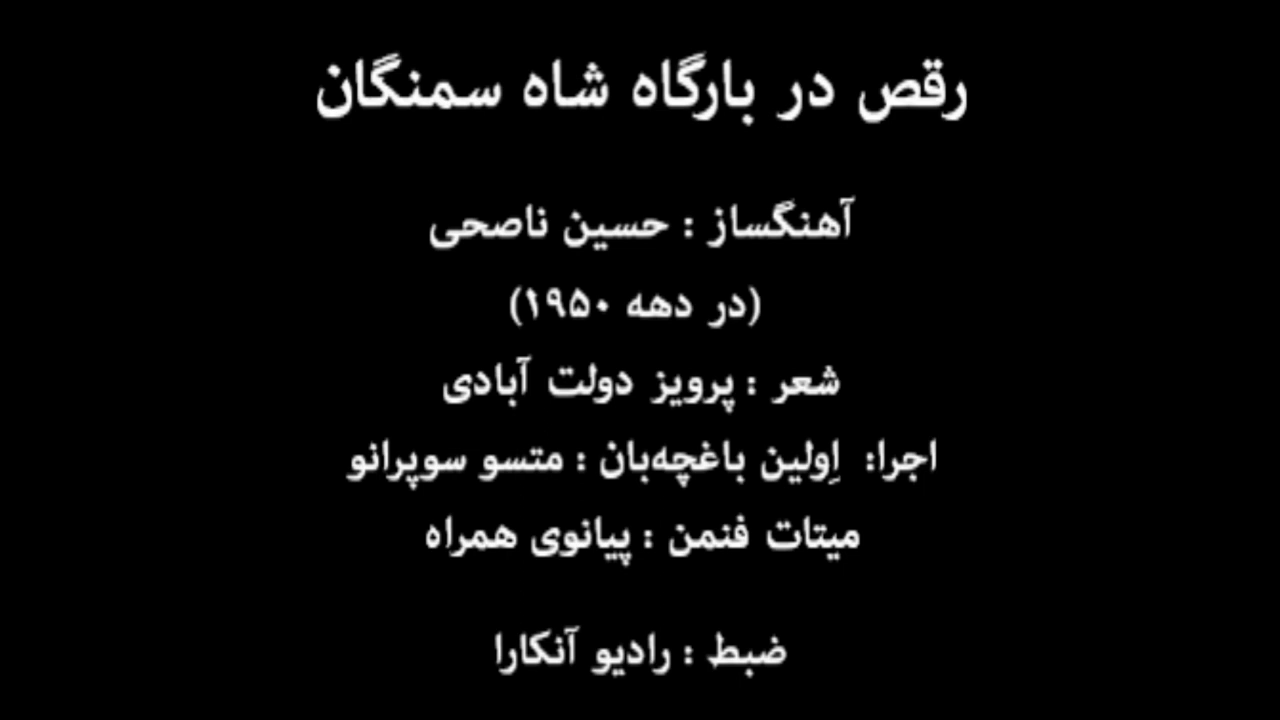 رقص در بارگاه شاه سمنگان
آهنگساز : حسین ناصحی
(در دهه ۱۹۵۰)
شعر : پرویز دولت آبادی
اجرا: اِولین باغچه‌بان : متسو سوپرانو
میتات فنمن : پیانوی همراه
ضبط : رادیو آنکارا